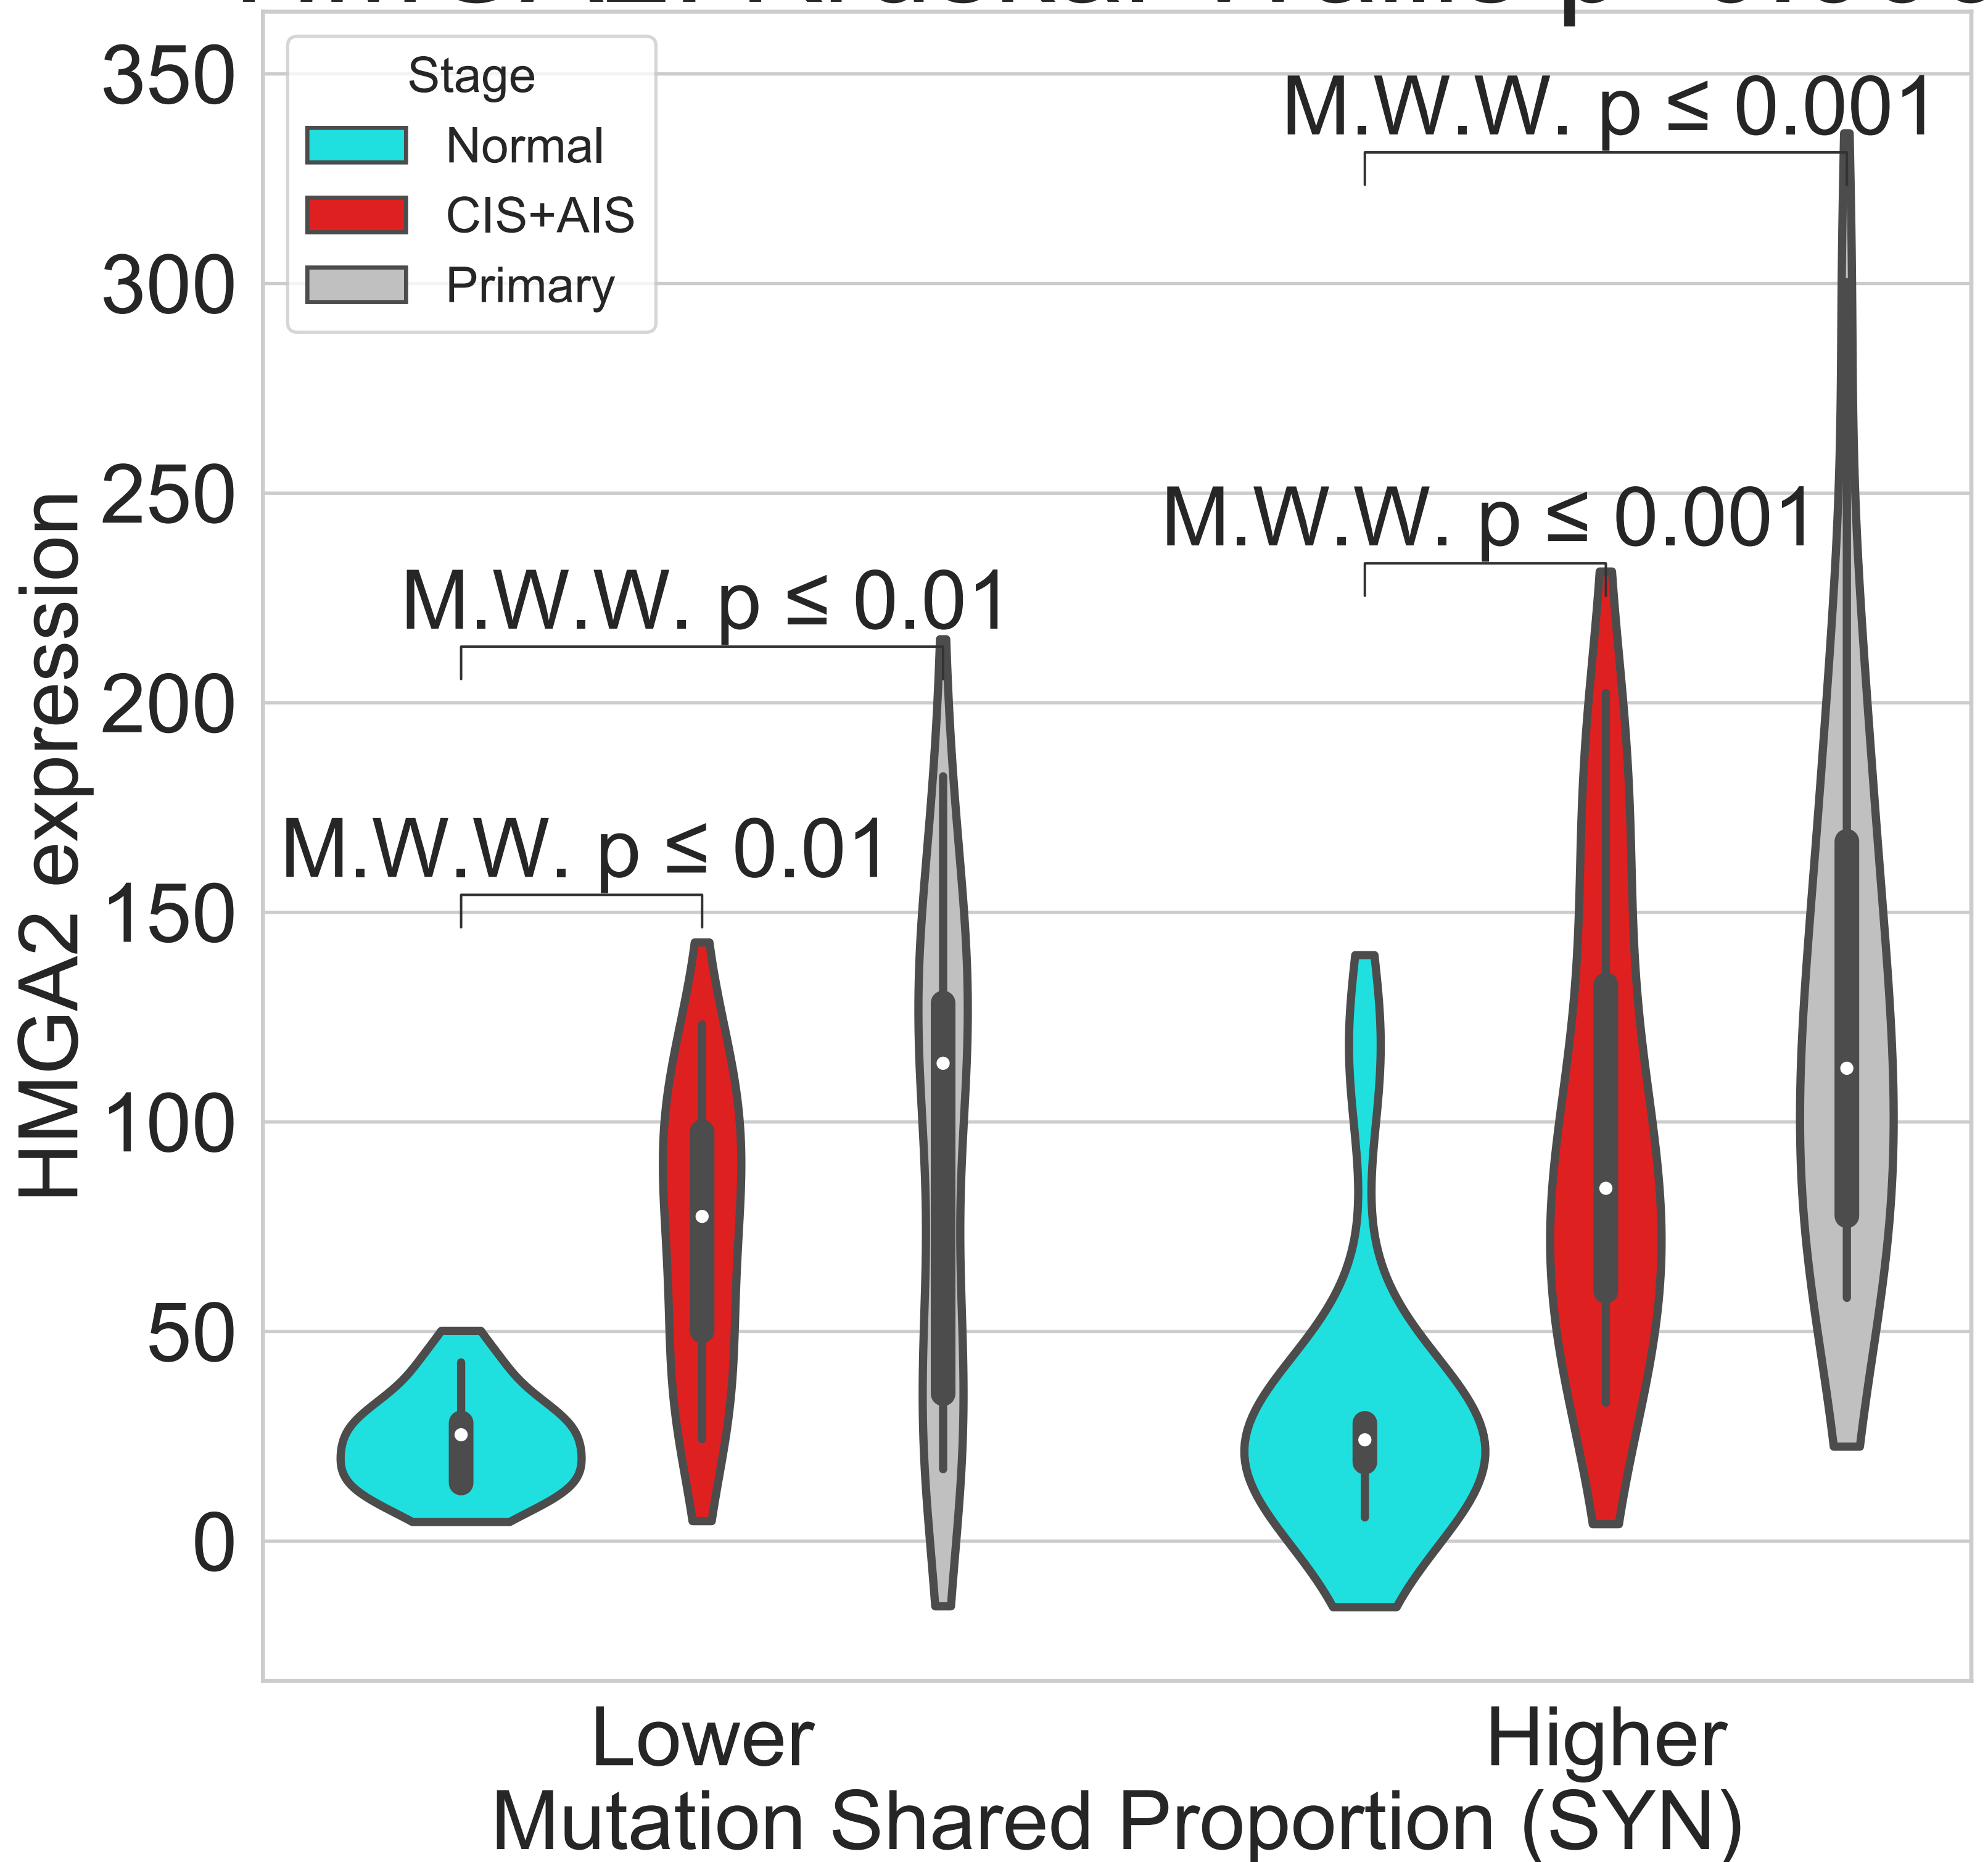 350
300
250
200
150
100
50
0
HMGA2 expression
Stage
Normal
CIS+AIS
Primary
M.W.W. p ≤ 0.001
M.W.W. p ≤ 0.001
M.W.W. p ≤ 0.01
M.W.W. p ≤ 0.01
Lower
Higher
Mutation Shared Proportion (SYN)